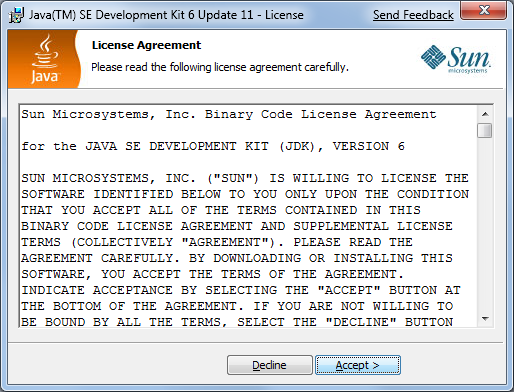 Java(TM) SE Development Kit 6 Update 11 - License
Send Feedback
Java
License Agreement
Please read the following license agreement carefully.
Sun
microsystems
Sun Microsystems, Inc. Binary Code License Agreement
for the JAVA SE DEVELOPMENT KIT (JDK), VERSION 6
SUN MICROSYSTEMS, INC. ("SUN") IS WILLING TO LICENSE THE
SOFTWARE IDENTIFIED BELOW TO YOU ONLY UPON THE CONDITION
THAT YOU ACCEPT ALL OF THE TERMS CONTAINED IN THIS
BINARY CODE LICENSE AGREEMENT AND SUPPLEMENTAL LICENSE
TERMS (COLLECTIVELY "AGREEMENT"). PLEASE READ THE
AGREEMENT CAREFULLY. BY DOWNLOADING OR INSTALLING THIS
SOFTWARE, YOU ACCEPT THE TERMS OF THE AGREEMENT.
INDICATE ACCEPTANCE BY SELECTING THE "ACCEPT" BUTTON AT
THE BOTTOM OF THE AGREEMENT. IF YOU ARE NOT WILLING TO
BE BOUND BY ALL THE TERMS, SELECT THE "DECLINE" BUTTON
Decline
Accept >